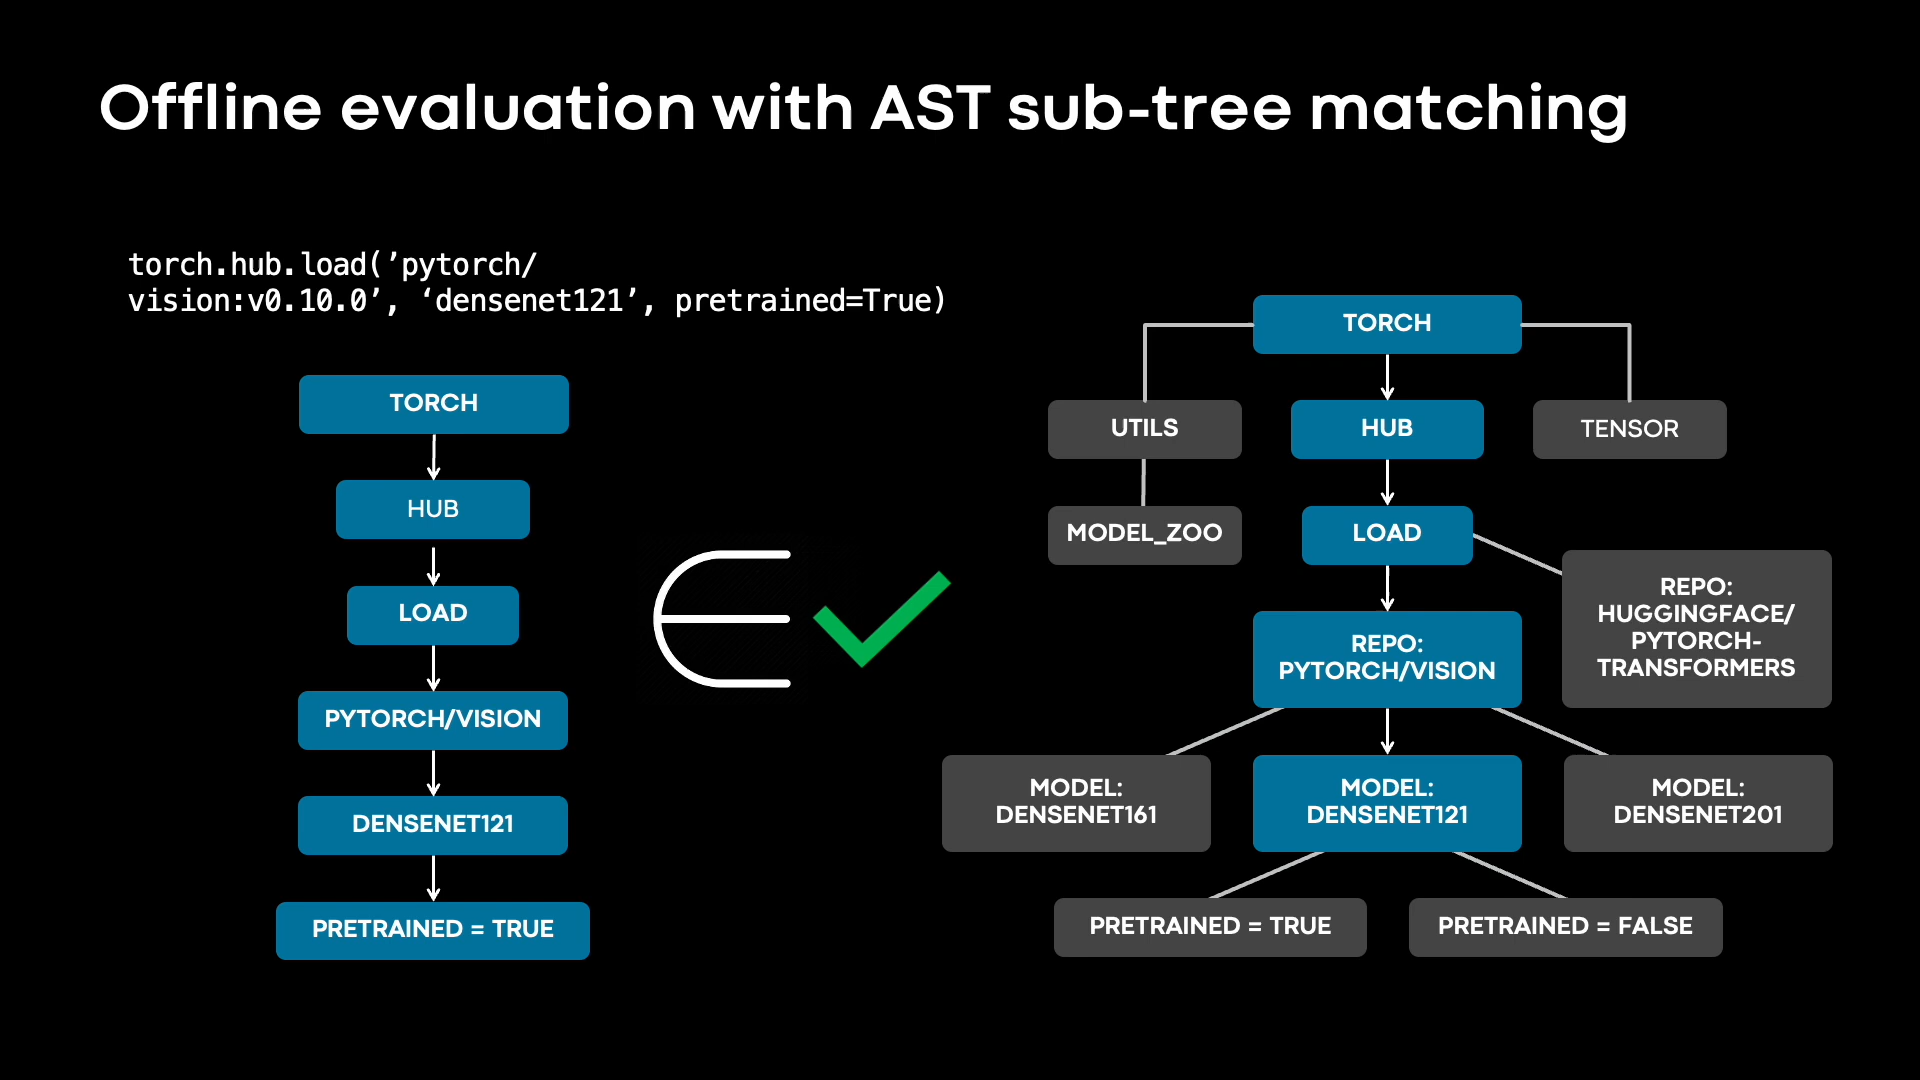 Offline evaluation with AST sub-tree matching
torch.hub.load(’pytorch/
vision:v0.10.0’, ‘densenet121’, pretrained=True)
TORCH
HUB
LOAD
PYTORCH/VISION
DENSENET121
PRETRAINED = TRUE
∈
TORCH
UTILS
HUB
TENSOR
MODEL_ZOO
LOAD
REPO:
HUGGINGFACE/
PYTORCH-
TRANSFORMERS
REPO:
PYTORCH/VISION
MODEL:
DENSENET161
MODEL:
DENSENET121
MODEL:
DENSENET201
PRETRAINED = TRUE
PRETRAINED = FALSE